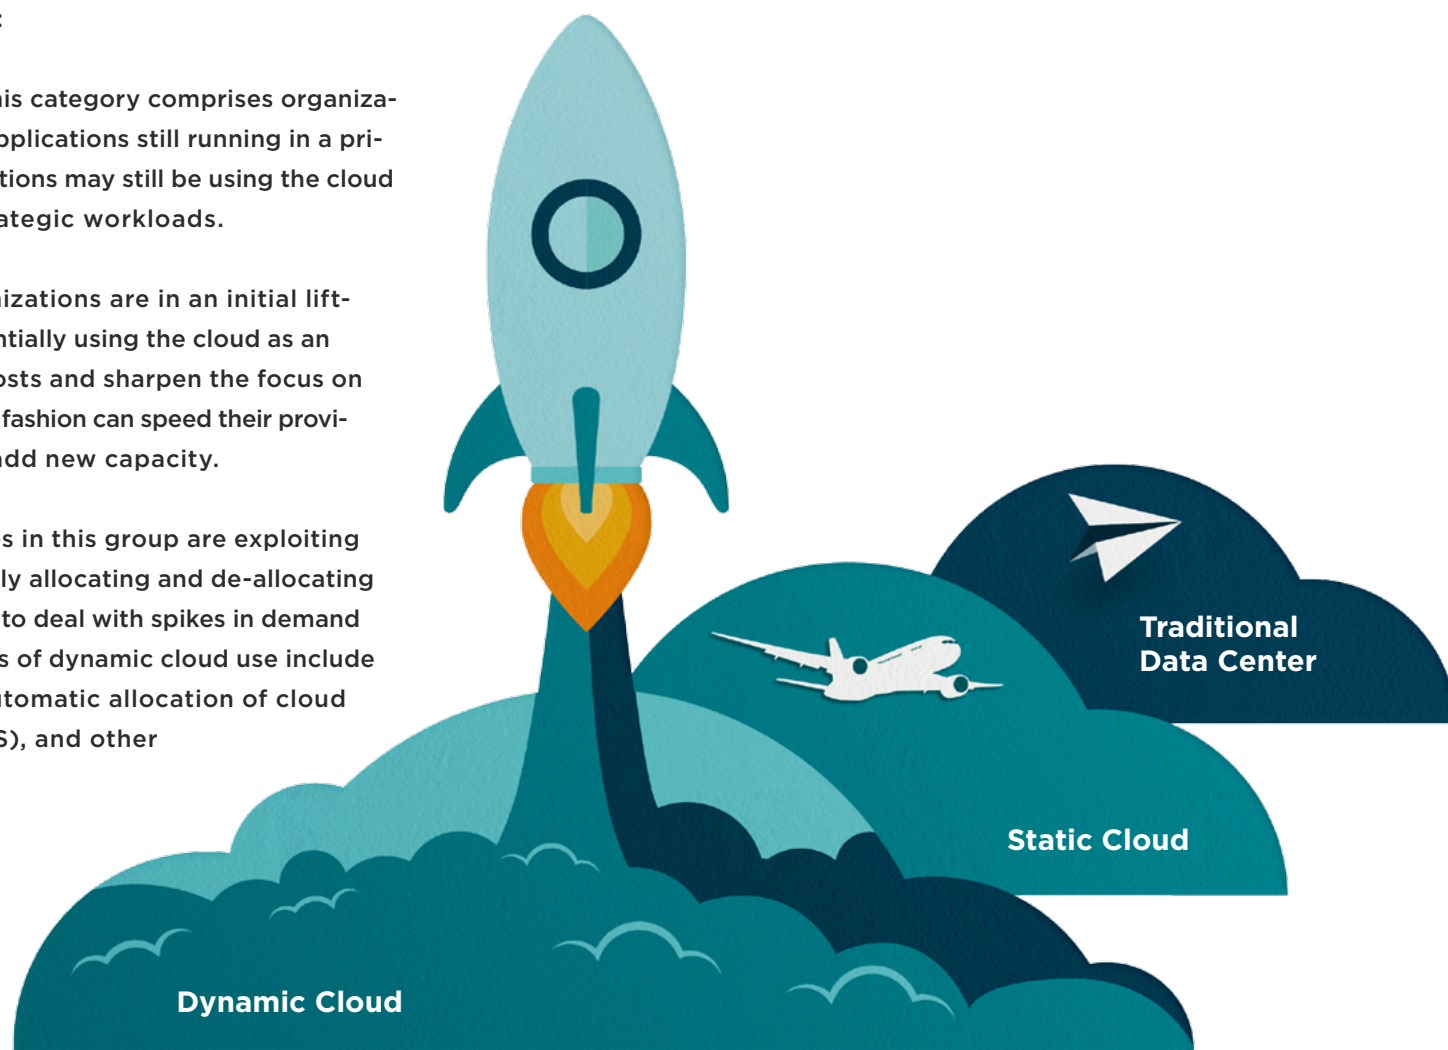 :
his category comprises organiza-
pplications still running in a pri-
tions may still be using the cloud
ategic workloads.
nizations are in an initial lift-
ntially using the cloud as an
osts and sharpen the focus on
fashion can speed their provi-
add new capacity.
s in this group are exploiting
ly allocating and de-allocating
to deal with spikes in demand
s of dynamic cloud use include
utomatic allocation of cloud
S), and other
Traditional
Data Center
Static Cloud
Dynamic Cloud